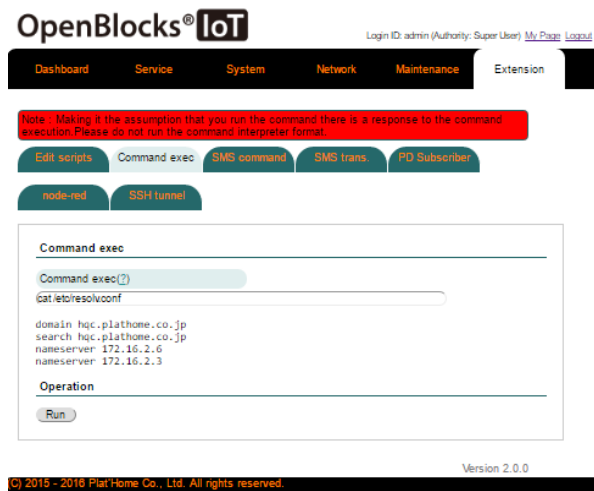 OpenBlocks® IoT
Login ID: admin (Authority: Super User) My Page Logout
Dashboard Service System Network Maintenance Extension
Note : Making it the assumption that you run the command there is a response to the command
execution.Please do not run the command interpreter format.
Edit scripts Command exec SMS command SMS trans. PD Subscriber
node-red SSH tunnel
Command exec
Command exec(?)
cat /etc/resolv.conf
domain hqc.plathome.co.jp
search hqc.plathome.co.jp
nameserver 172.16.2.6
nameserver 172.16.2.3
Operation
Run
Version 2.0.0
(C) 2015 - 2016 Plat'Home Co., Ltd. All rights reserved.